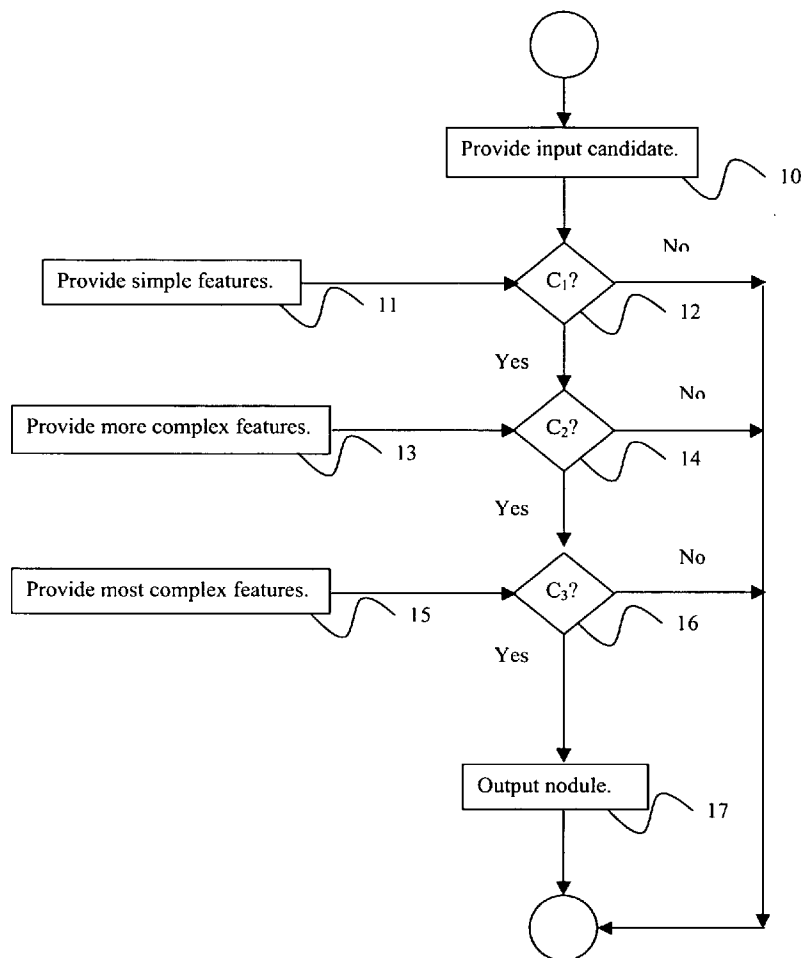 Provide input candidate.
10
No
Provide simple features.
C₁?
11
12
Yes
No
Provide more complex features.
C₂?
13
14
Yes
No
Provide most complex features.
C₃?
15
16
Yes
Output nodule.
17